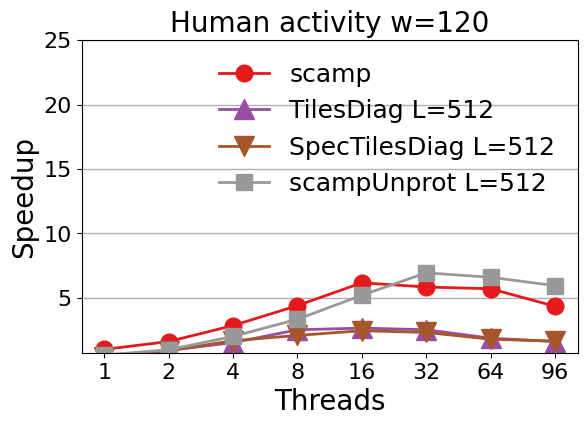 Human activity w=120
25
20
15
10
5
Speedup
scamp
TilesDiag L=512
SpecTilesDiag L=512
scampUnprot L=512
1 2 4 8 16 32 64 96
Threads